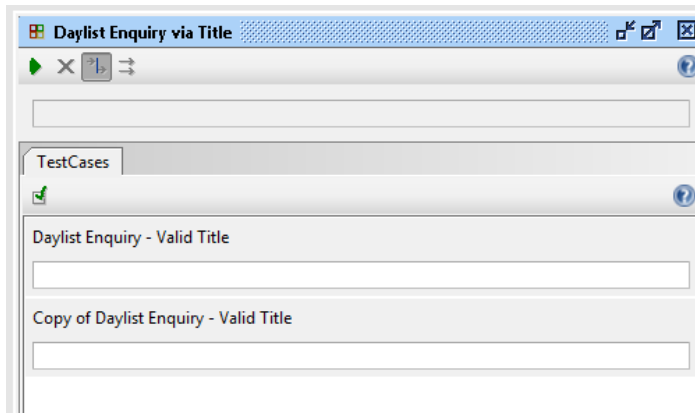 Daylist Enquiry via Title
TestCases
Daylist Enquiry - Valid Title
Copy of Daylist Enquiry - Valid Title